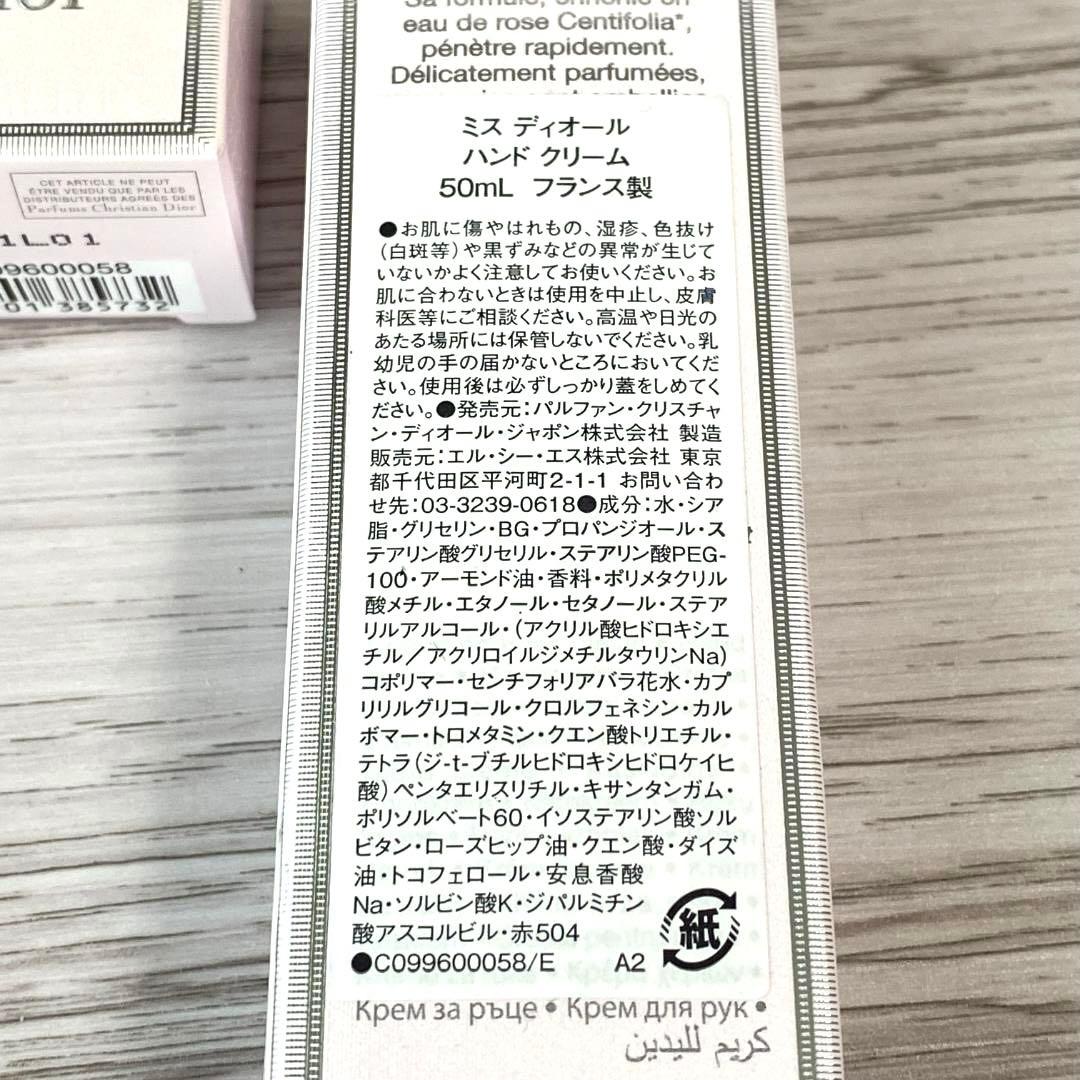 CET ARTICLE NE PEUT
ÊTRE VENDU QUE PAR LES
DISTRIBUTEURS AGRÉÉS DES
Parfums Christian Dior
1L01
99600058
01 385732
Sa formule, enrichie en
eau de rose Centifolia*,
pénètre rapidement.
Délicatement parfumées,
ミス ディオール
ハンド クリーム
50mL フランス製
●お肌に傷やはれもの、湿疹、色抜け
(白斑等)や黒ずみなどの異常が生じて
いないかよく注意してお使いください。お
肌に合わないときは使用を中止し、皮膚
科医等にご相談ください。高温や日光の
あたる場所には保管しないでください。乳
幼児の手の届かないところにおいてくだ
さい。使用後は必ずしっかり蓋をしめてく
ださい。●発売元:パルファン・クリスチャ
ン・ディオール・ジャポン株式会社 製造
販売元:エル・シー・エス株式会社 東京
都千代田区平河町2-1-1 お問い合わ
せ先:03-3239-0618●成分:水・シア
脂・グリセリン・BG・プロパンジオール・ス
テアリン酸グリセリル・ステアリン酸PEG-
100・アーモンド油・香料・ポリメタクリル
酸メチル・エタノール・セタノール・ステア
リルアルコール・(アクリル酸ヒドロキシエ
チル/アクリロイルジメチルタウリンNa)
コポリマー・センチフォリアバラ花水・カプ
リリルグリコール・クロルフェネシン・カル
ボマー・トロメタミン・クエン酸トリエチル・
テトラ(ジ-t-ブチルヒドロキシヒドロケイヒ
酸)ペンタエリスリチル・キサンタンガム・
ポリソルベート60・イソステアリン酸ソル
ビタン・ローズヒップ油・クエン酸・ダイズ
油・トコフェロール・安息香酸
Na・ソルビン酸K・ジパルミチン
酸アスコルビル・赤504
●C099600058/E A2
紙
Крем за ръце • Крем для рук •
كريم لليدين